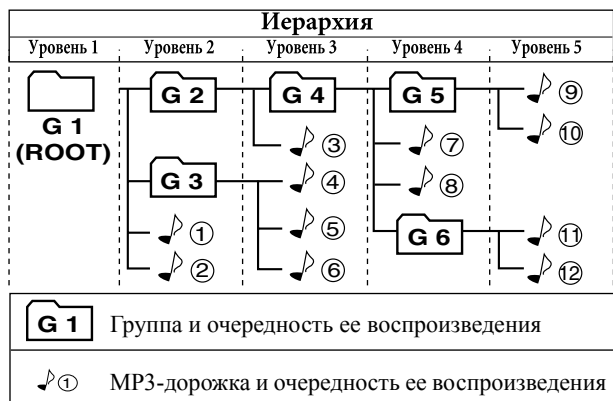 Иерархия
Уровень 1 Уровень 2 Уровень 3 Уровень 4 Уровень 5
G 1
(ROOT)
G 2 G 4 G 5 ⑨
③ ⑦ ⑩
G 3 ④ ⑧
① ⑤ G 6 ⑪
② ⑥ ⑫
G 1 Группа и очередность ее воспроизведения
① MP3-дорожка и очередность ее воспроизведения